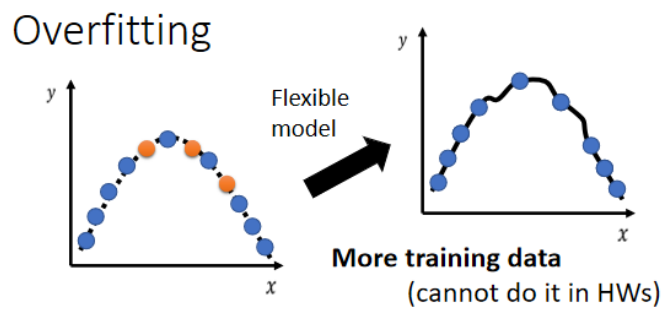 Overfitting
y
x
Flexible
model
y
x
More training data
(cannot do it in HWs)